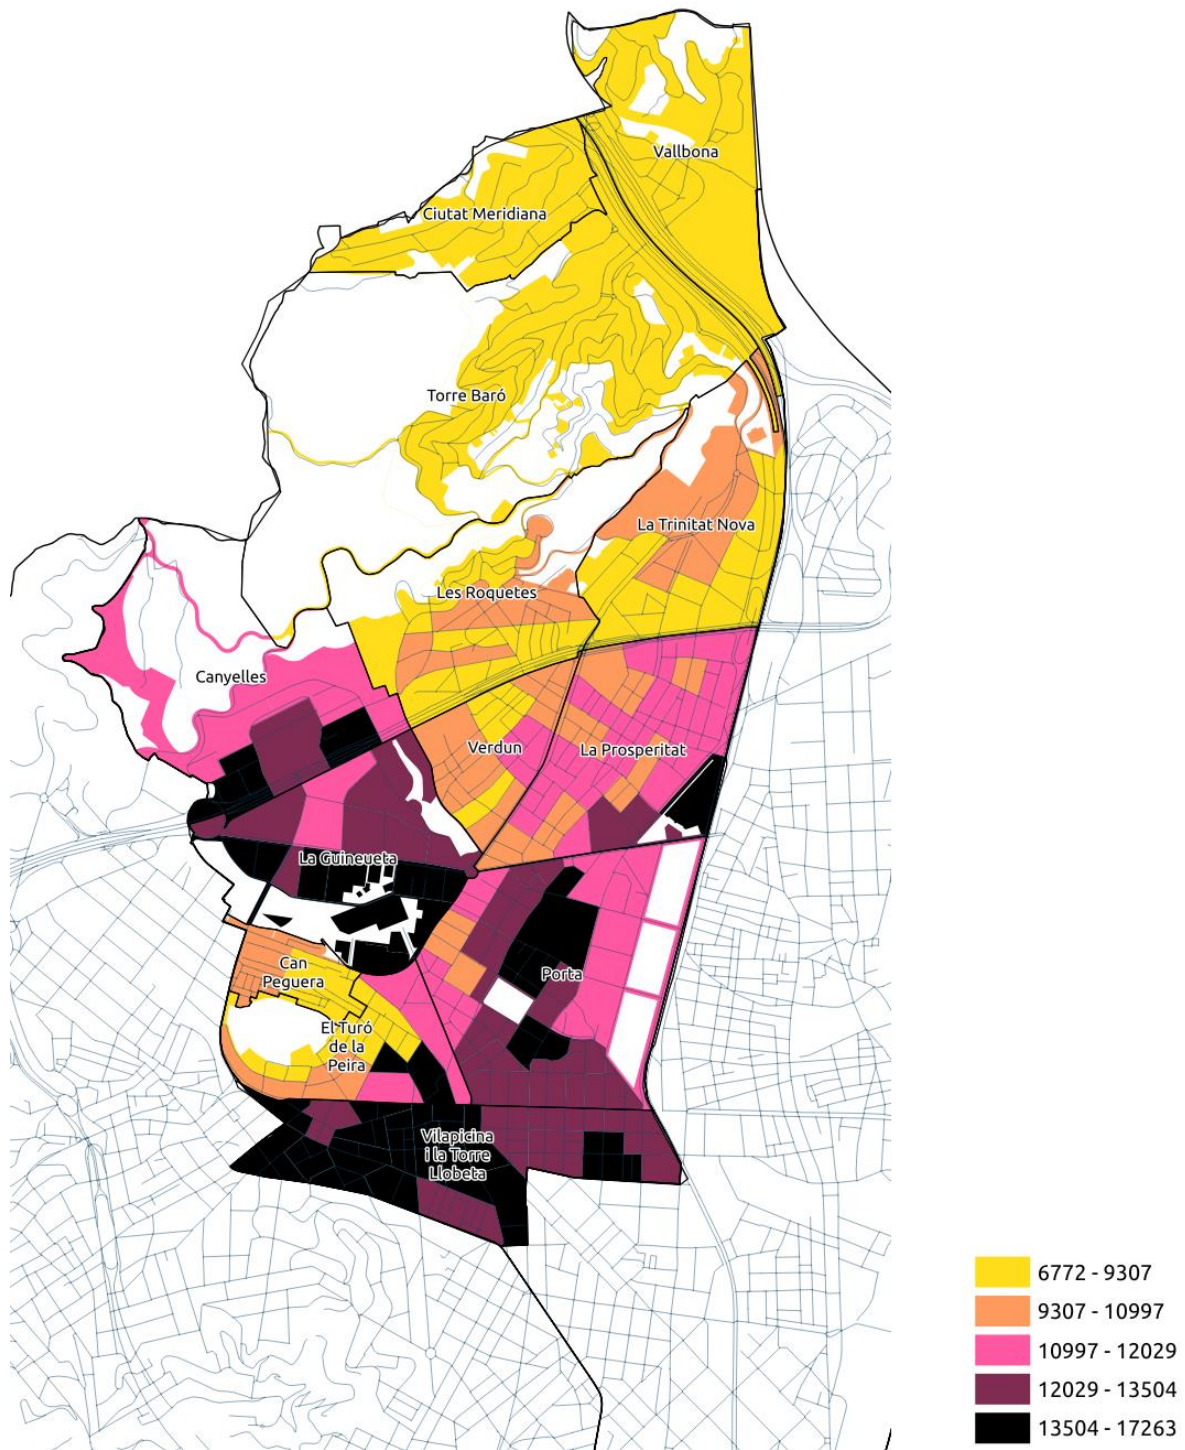 Vallbona
Ciutat Meridiana
Torre Baró
La Trinitat Nova
Les Roquetes
Canyelles
Verdun
La Prosperitat
La Guineueta
Can
Peguera
Porta
El Turó
de la
Peira
Vilapicina
i la Torre
Llobeta
6772 - 9307
9307 - 10997
10997 - 12029
12029 - 13504
13504 - 17263